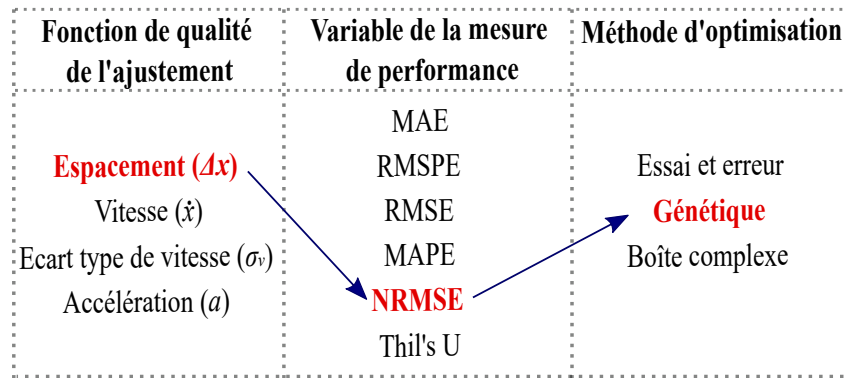 Fonction de qualité
de l'ajustement
Variable de la mesure
de performance
Méthode d'optimisation
Espacement (Δx)
Vitesse (ẋ)
Ecart type de vitesse (σᵥ)
Accélération (a)
MAE
RMSPE
RMSE
MAPE
NRMSE
Thil's U
Essai et erreur
Génétique
Boîte complexe